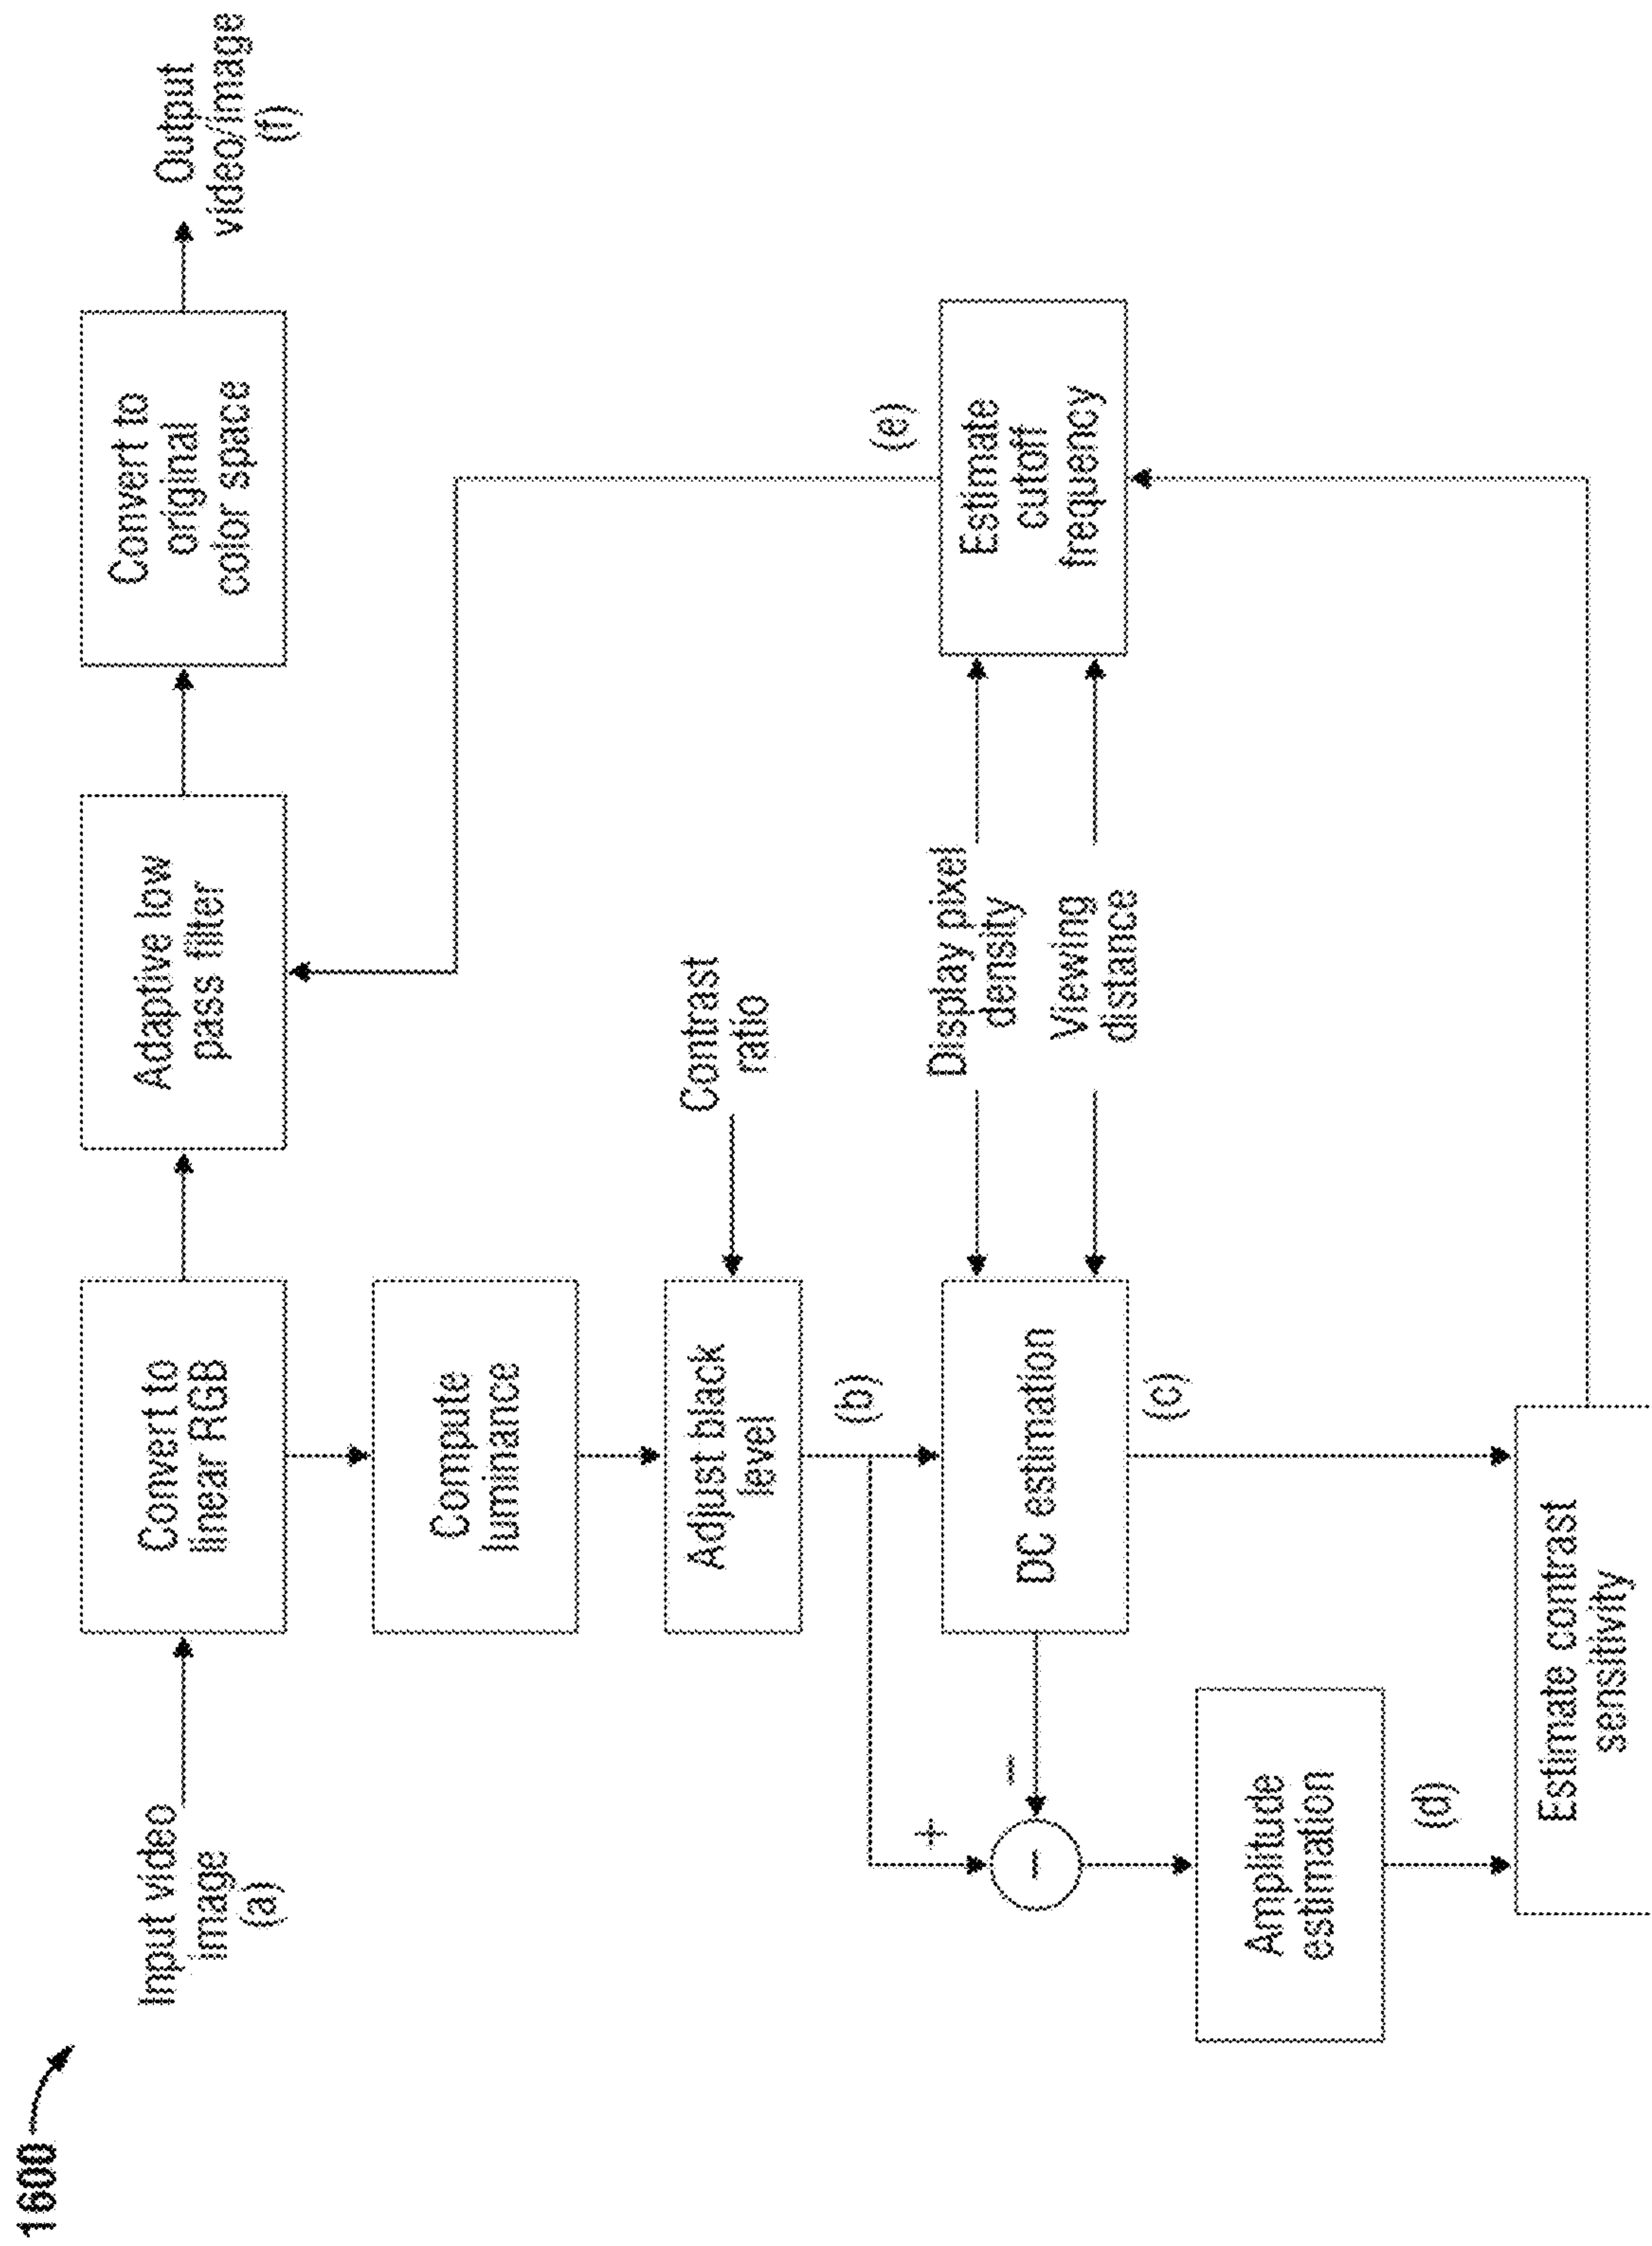 1600
Input video
image
(a)
Convert to
linear RGB
Adaptive low
pass filter
Convert to
original
color space
Output
video/image
(f)
Compute
luminance
Adjust black
level
Contrast
ratio
(b)
+
-
-
DC estimation
(c)
Display pixel
density
Viewing
distance
Estimate
cutoff
frequency
(e)
Amplitude
estimation
(d)
Estimate contrast
sensitivity